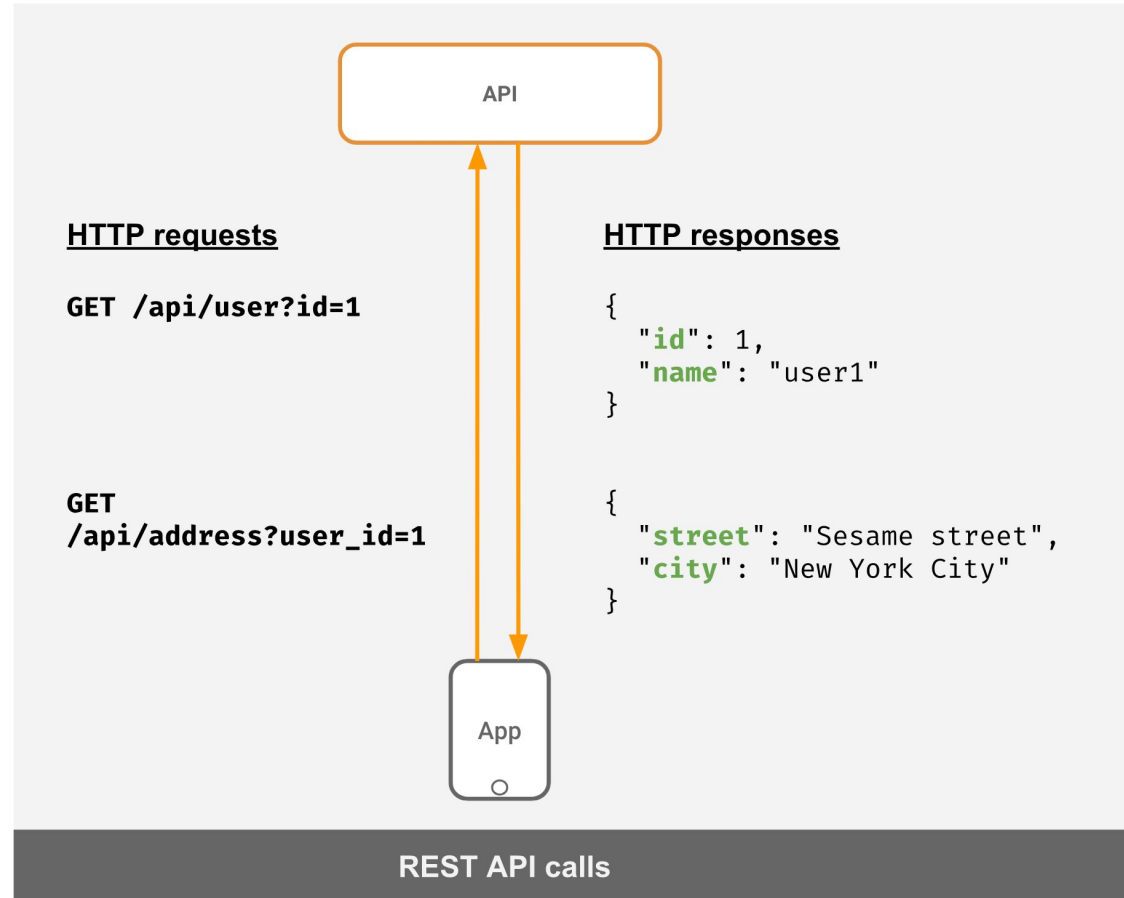 API
HTTP requests
HTTP responses
GET /api/user?id=1
{
"id": 1,
"name": "user1"
}
GET
/api/address?user_id=1
{
"street": "Sesame street",
"city": "New York City"
}
App
REST API calls